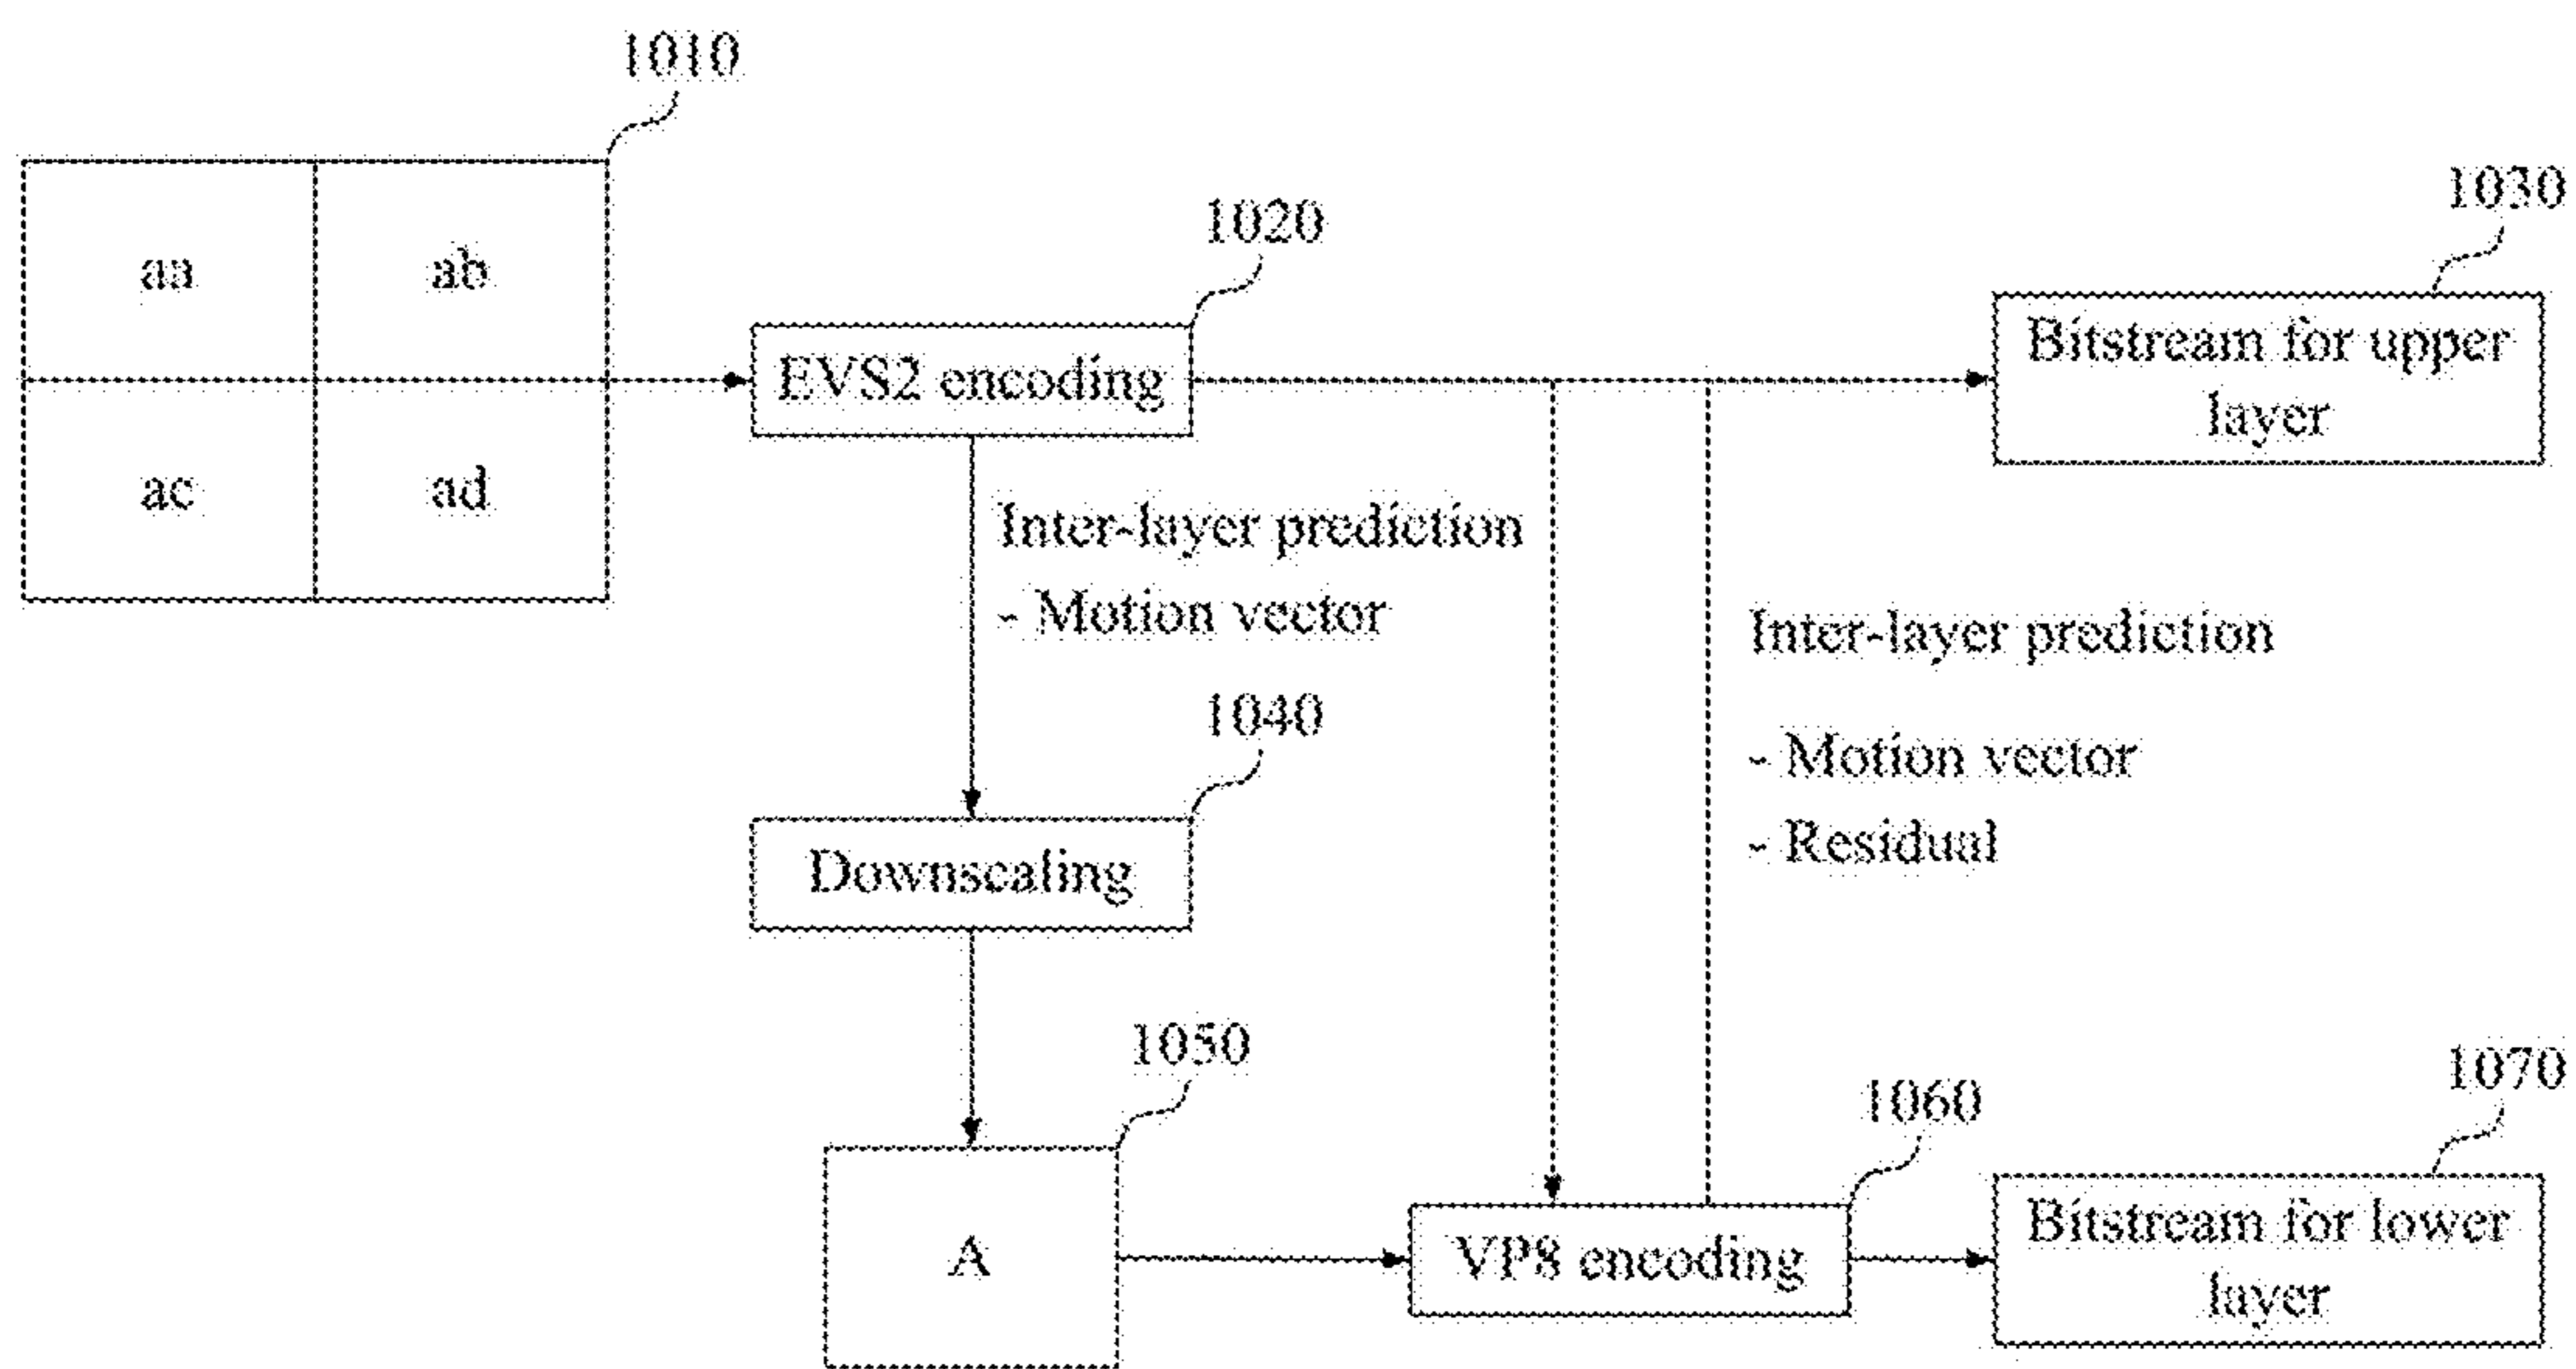 1010
aa
ab
ac
ad
1020
EVS2 encoding
1030
Bitstream for upper
layer
Inter-layer prediction
- Motion vector
Inter-layer prediction
- Motion vector
- Residual
1040
Downscaling
1050
A
1060
VP8 encoding
1070
Bitstream for lower
layer